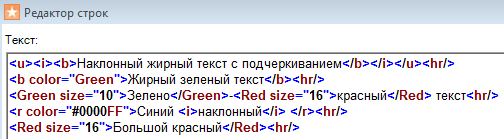 Редактор строк
Текст:
<u><i><b>Наклонный жирный текст с подчеркиванием</b></i></u><hr/>
<b color="Green">Жирный зеленый текст</b><hr/>
<Green size="10">Зелено</Green>-<Red size="16">красный</Red> текст<hr/>
<r color="#0000FF">Синий <i>наклонный</i> </r><hr/>
<Red size="16">Большой красный</Red><hr/>